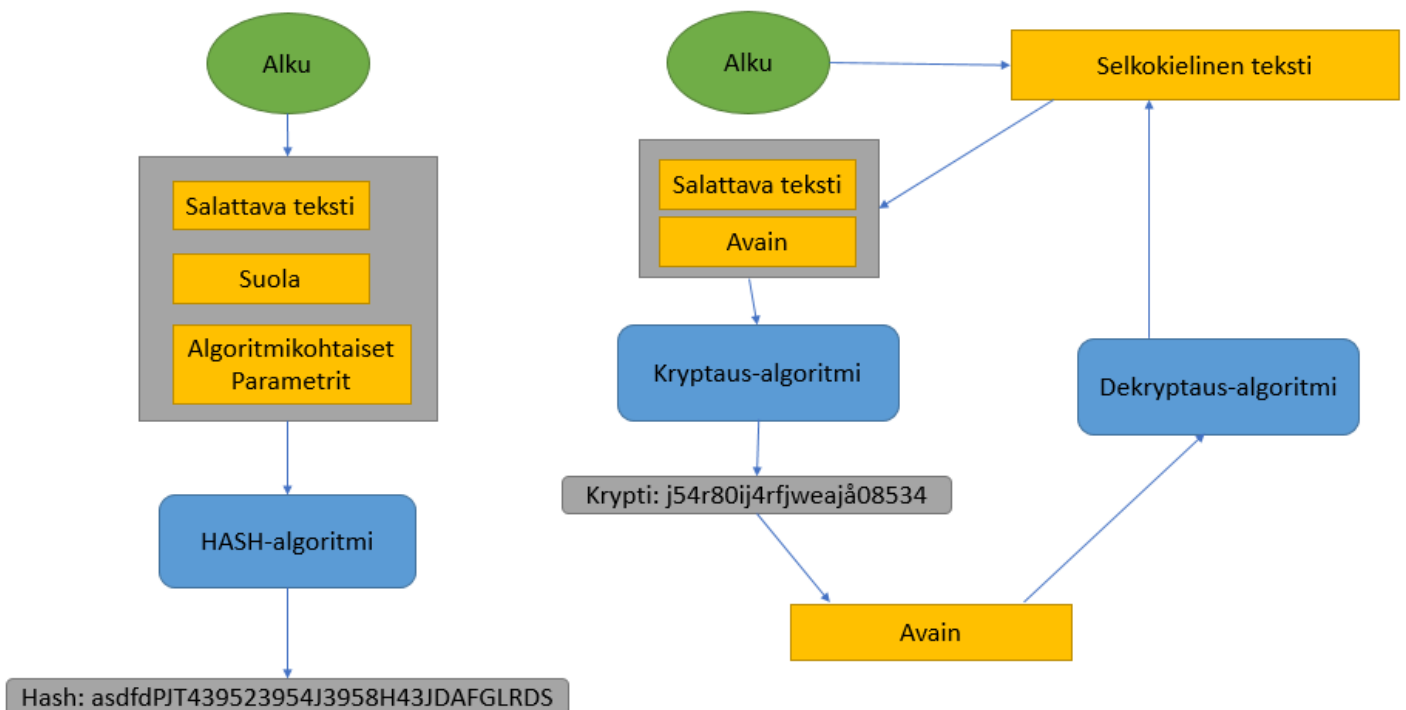 Alku
Salattava teksti
Suola
Algoritmikohtaiset
Parametrit
HASH-algoritmi
Hash: asdfdPJT439523954J3958H43JDAFGLRDS
Alku
Selkokielinen teksti
Salattava teksti
Avain
Kryptaus-algoritmi
Dekryptaus-algoritmi
Krypti: j54r80ij4rfjweajå08534
Avain